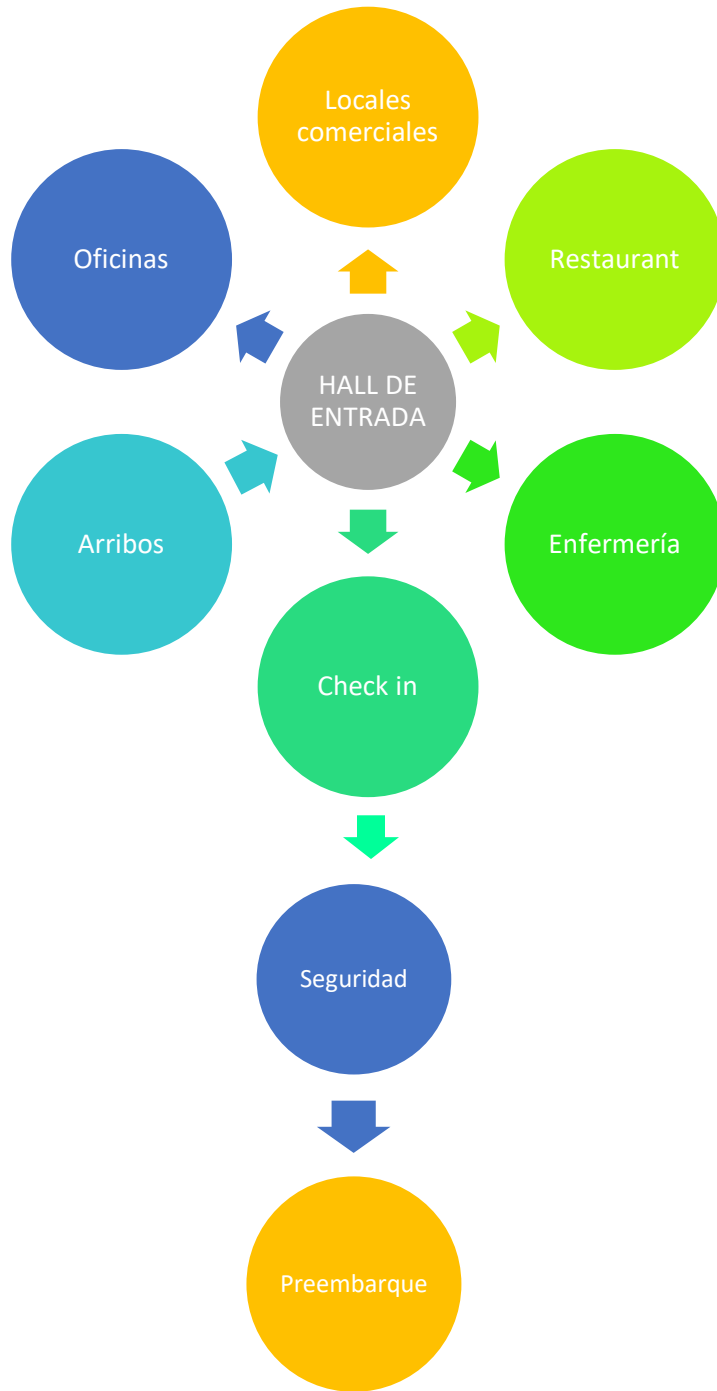 Locales
comerciales
Oficinas
Restaurant
HALL DE
ENTRADA
Arribos
Enfermería
Check in
Seguridad
Preembarque